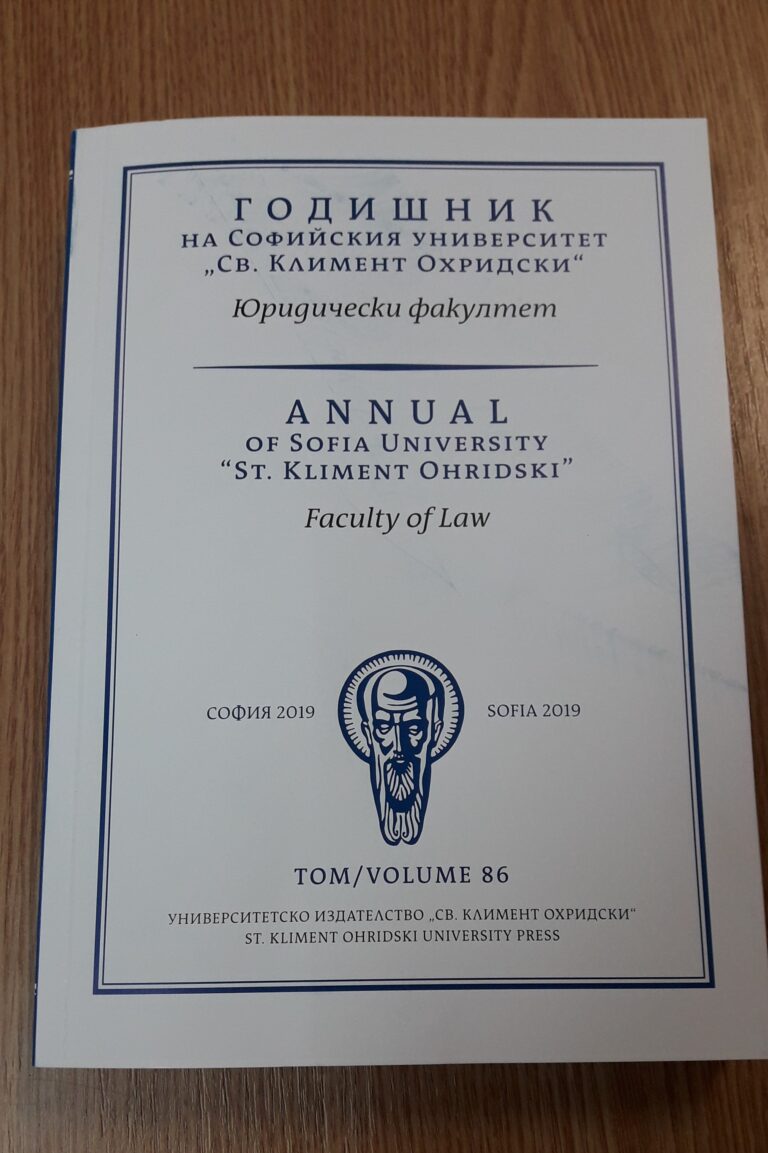 ГОДИШНИК
НА СОФИЙСКИЯ УНИВЕРСИТЕТ
„СВ. КЛИМЕНТ ОХРИДСКИ“
Юридически факултет
ANNUAL
OF SOFIA UNIVERSITY
“ST. KLIMENT OHRIDSKI”
Faculty of Law
СОФИЯ 2019 SOFIA 2019
ТОМ/VOLUME 86
УНИВЕРСИТЕТСКО ИЗДАТЕЛСТВО „СВ. КЛИМЕНТ ОХРИДСКИ“
ST. KLIMENT OHRIDSKI UNIVERSITY PRESS